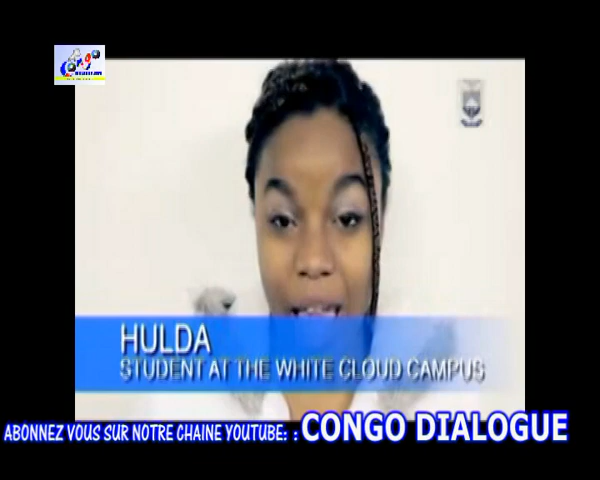 HULDA
STUDENT AT THE WHITE CLOUD CAMPUS
ABONNEZ VOUS SUR NOTRE CHAINE YOUTUBE: : CONGO DIALOGUE